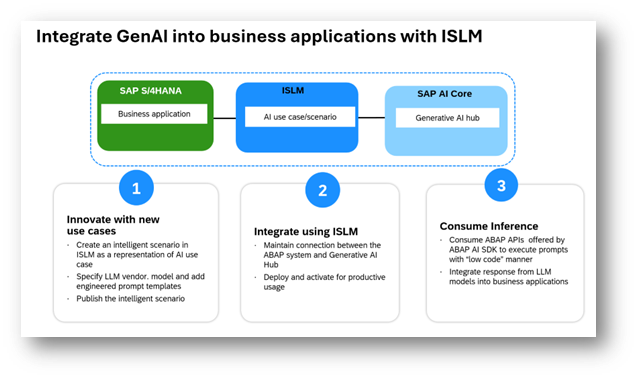 Integrate GenAI into business applications with ISLM
SAP S/4HANA
Business application
ISLM
AI use case/scenario
SAP AI Core
Generative AI hub
1
Innovate with new
use cases
· Create an intelligent scenario in
ISLM as a representation of AI use
case
· Specify LLM vendor. model and add
engineered prompt templates
· Publish the intelligent scenario
2
Integrate using ISLM
· Maintain connection between the
ABAP system and Generative AI
Hub
· Deploy and activate for productive
usage
3
Consume Inference
· Consume ABAP APIs offered by
ABAP AI SDK to execute prompts
with “low code” manner
· Integrate response from LLM
models into business applications